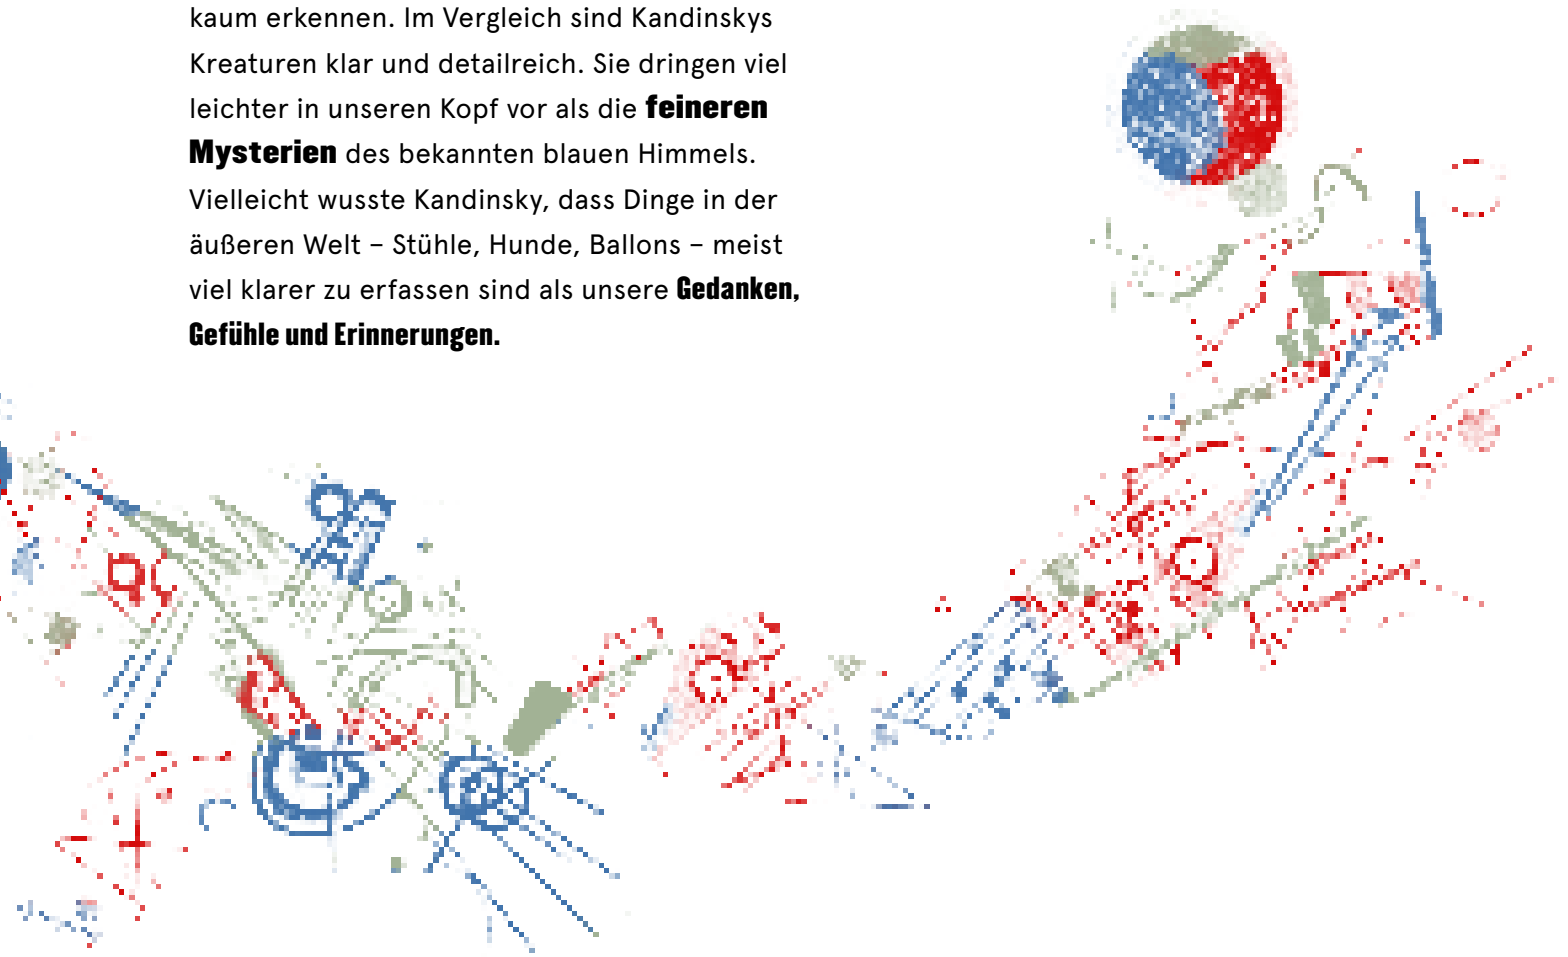 kaum erkennen. Im Vergleich sind Kandinskys
Kreaturen klar und detailreich. Sie dringen viel
leichter in unseren Kopf vor als die feineren
Mysterien des bekannten blauen Himmels.
Vielleicht wusste Kandinsky, dass Dinge in der
äußeren Welt – Stühle, Hunde, Ballons – meist
viel klarer zu erfassen sind als unsere Gedanken,
Gefühle und Erinnerungen.